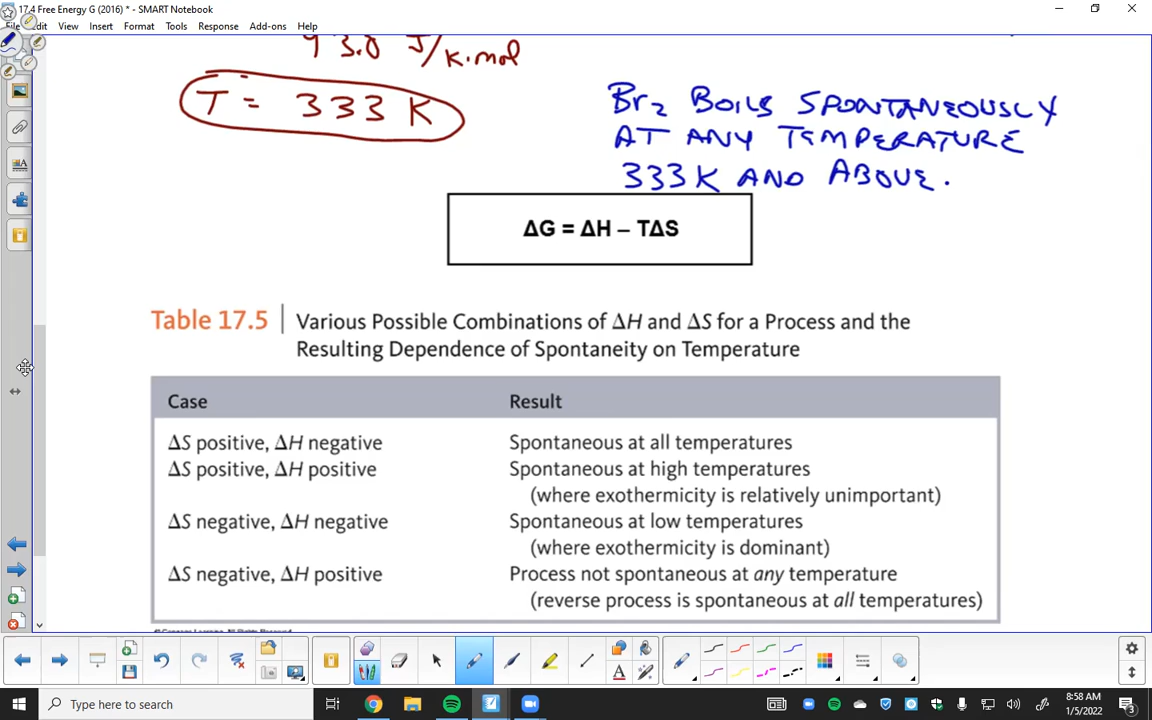 17.4 Free Energy G (2016) * - SMART Notebook
View Insert Format Tools Response Add-ons Help
93.0 J/K·mol
T = 333 K
Br₂ BOILS SPONTANEOUSLY
AT ANY TEMPERATURE
333 K AND ABOVE.
ΔG = ΔH – TΔS
Table 17.5 Various Possible Combinations of ΔH and ΔS for a Process and the
Resulting Dependence of Spontaneity on Temperature
Case Result
ΔS positive, ΔH negative Spontaneous at all temperatures
ΔS positive, ΔH positive Spontaneous at high temperatures
(where exothermicity is relatively unimportant)
ΔS negative, ΔH negative Spontaneous at low temperatures
(where exothermicity is dominant)
ΔS negative, ΔH positive Process not spontaneous at any temperature
(reverse process is spontaneous at all temperatures)
Type here to search
8:58 AM
1/5/2022
3